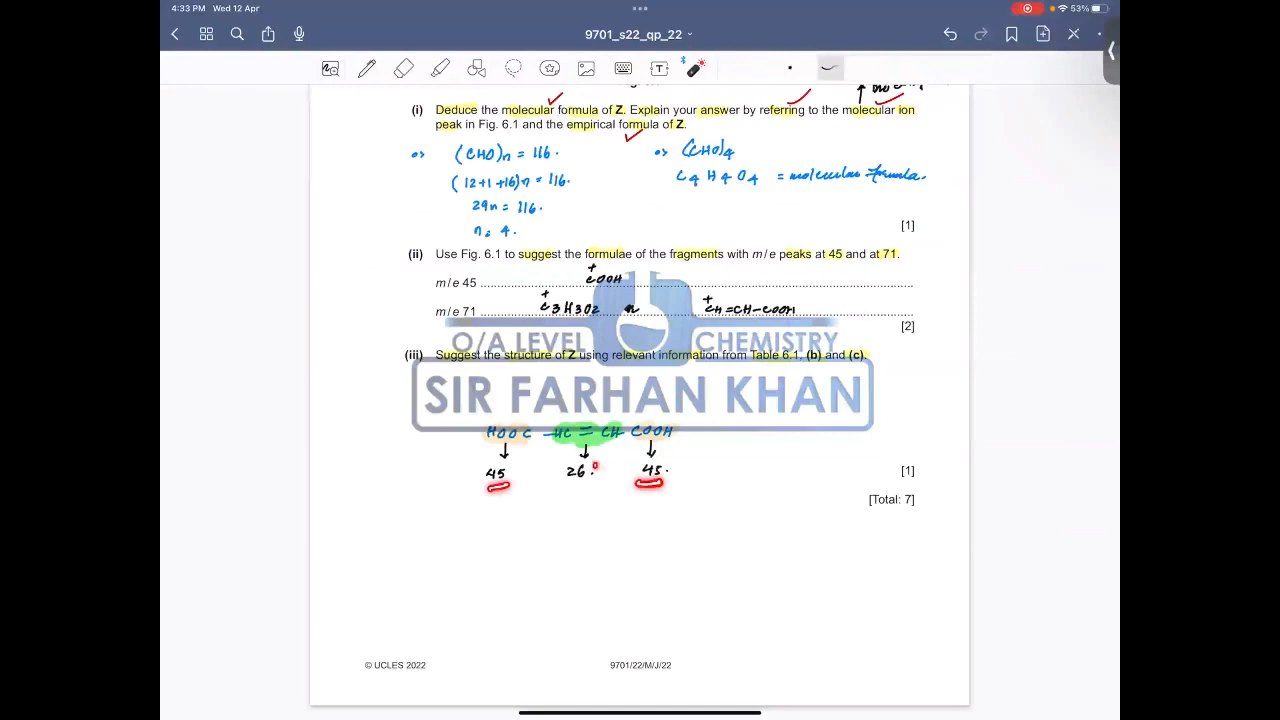 4:33 PM Wed 12 Apr
53%
9701_s22_qp_22
(i) Deduce the molecular formula of Z. Explain your answer by referring to the molecular ion
peak in Fig. 6.1 and the empirical formula of Z.
(CHO)n = 116.
(12+1+16)n = 116.
29n = 116.
n = 4.
(CHO)4
C4 H4 O4 = molecular formula.
[1]
(ii) Use Fig. 6.1 to suggest the formulae of the fragments with m/e peaks at 45 and at 71.
m/e 45 +COOH
m/e 71 +C3H3O2 or +CH=CH-COOH
[2]
O/A LEVEL CHEMISTRY
(iii) Suggest the structure of Z using relevant information from Table 6.1, (b) and (c).
SIR FARHAN KHAN
HOOC - HC = CH COOH
45 26. 45.
[1]
[Total: 7]
© UCLES 2022 9701/22/M/J/22